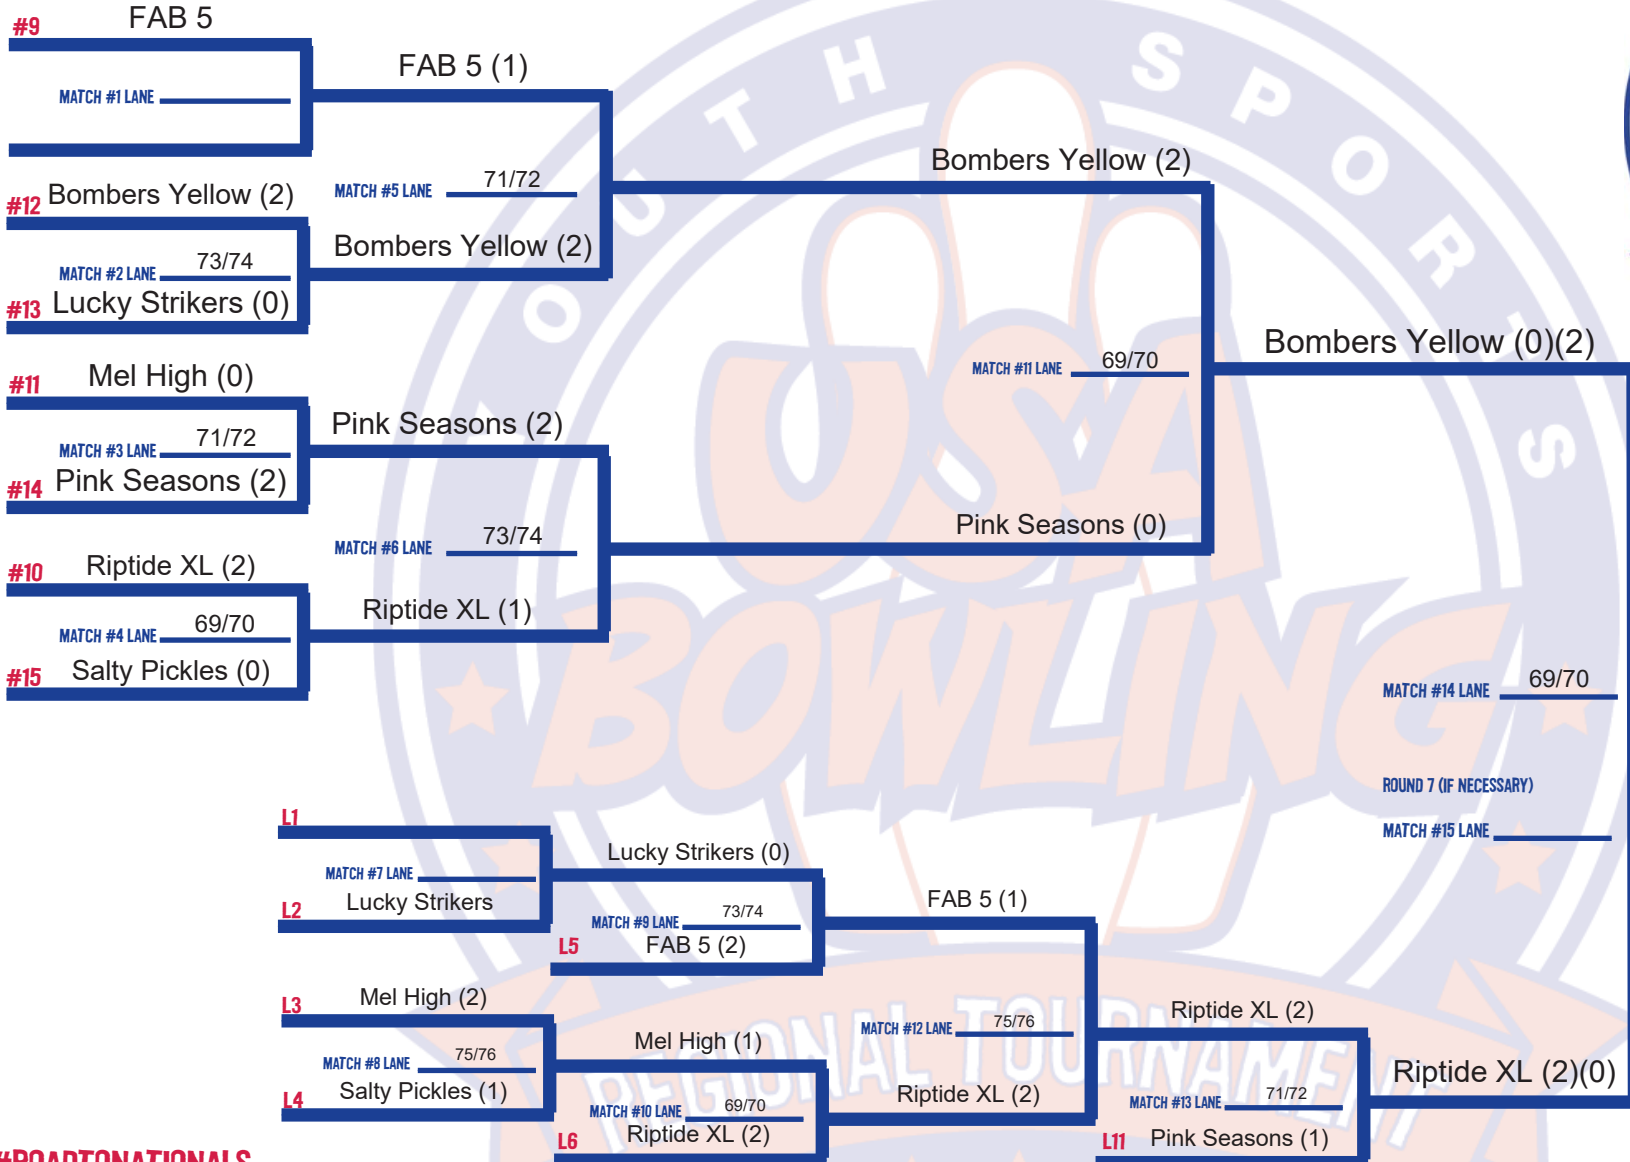 #9 FAB 5
MATCH #1 LANE
FAB 5 (1)
#12 Bombers Yellow (2)
MATCH #2 LANE 73/74
#13 Lucky Strikers (0)
MATCH #5 LANE 71/72
Bombers Yellow (2)
#11 Mel High (0)
MATCH #3 LANE 71/72
#14 Pink Seasons (2)
Pink Seasons (2)
MATCH #6 LANE 73/74
#10 Riptide XL (2)
MATCH #4 LANE 69/70
#15 Salty Pickles (0)
Riptide XL (1)
Bombers Yellow (2)
MATCH #11 LANE 69/70
Pink Seasons (0)
Bombers Yellow (0)(2)
MATCH #14 LANE 69/70
ROUND 7 (IF NECESSARY)
MATCH #15 LANE
L1
MATCH #7 LANE
L2 Lucky Strikers
Lucky Strikers (0)
MATCH #9 LANE 73/74
L5 FAB 5 (2)
FAB 5 (1)
L3 Mel High (2)
MATCH #8 LANE 75/76
L4 Salty Pickles (1)
Mel High (1)
MATCH #10 LANE 69/70
L6 Riptide XL (2)
MATCH #12 LANE 75/76
Riptide XL (2)
Riptide XL (2)
MATCH #13 LANE 71/72
L11 Pink Seasons (1)
Riptide XL (2)(0)
#ROADTONATIONALS
YOUTH SPORTS
USA
BOWLING
REGIONAL TOURNAMENT